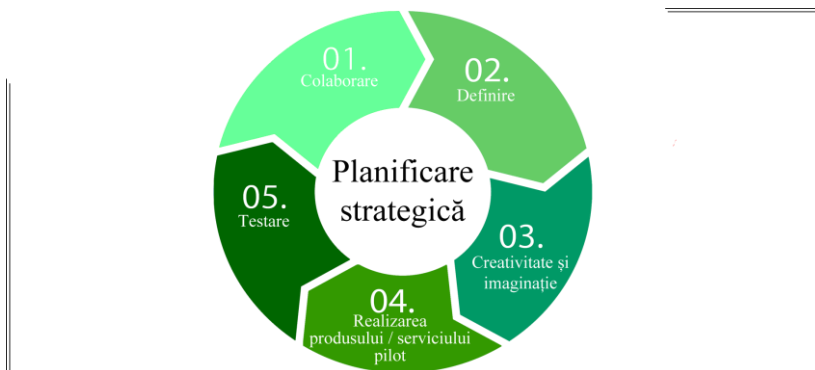 01.
Colaborare
02.
Definire
03.
Creativitate și
imaginație
04.
Realizarea
produsului / serviciului
pilot
05.
Testare
Planificare
strategică